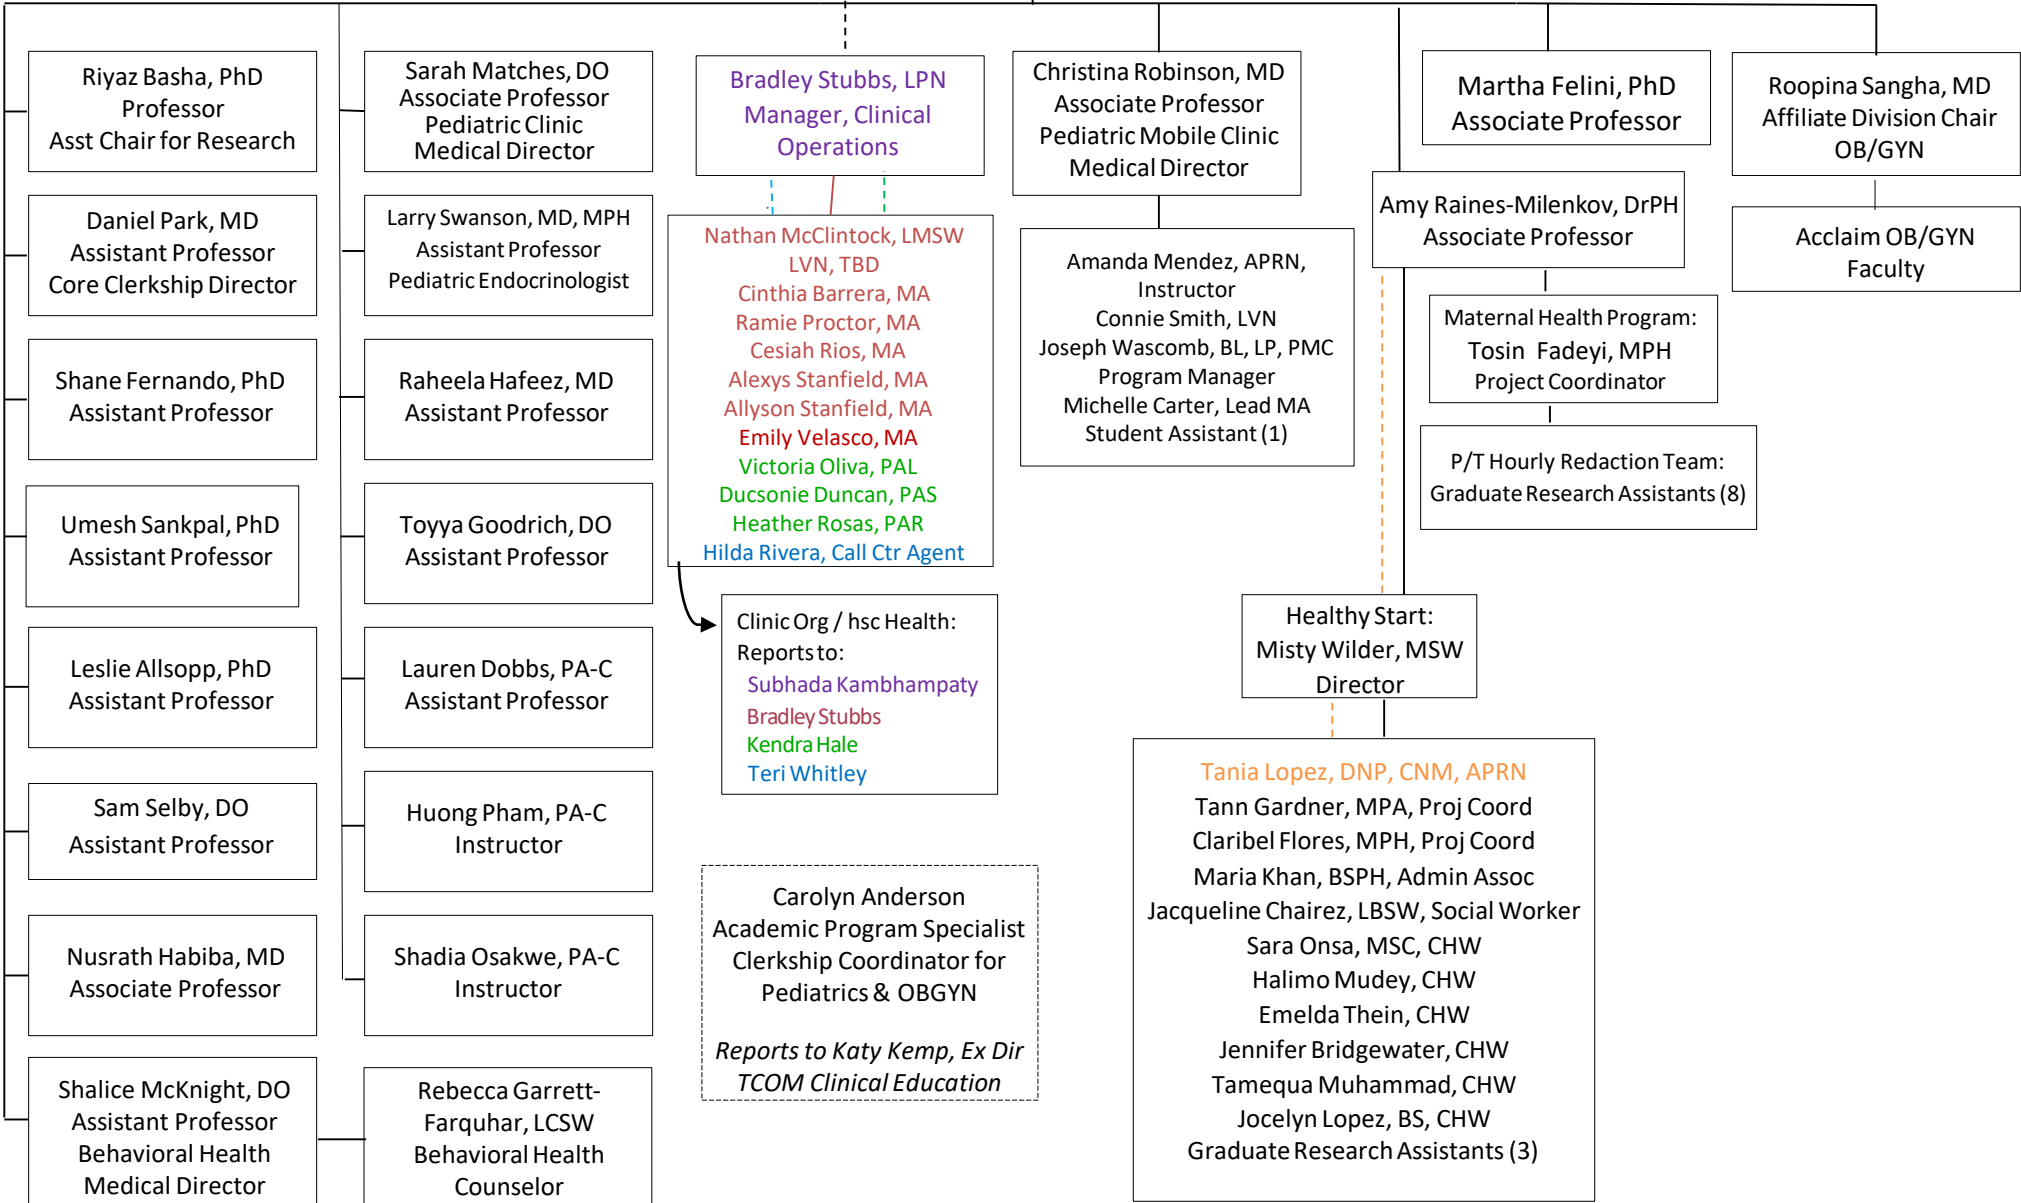 Riyaz Basha, PhD
Professor
Asst Chair for Research
Daniel Park, MD
Assistant Professor
Core Clerkship Director
Shane Fernando, PhD
Assistant Professor
Umesh Sankpal, PhD
Assistant Professor
Leslie Allsopp, PhD
Assistant Professor
Sam Selby, DO
Assistant Professor
Nusrath Habiba, MD
Associate Professor
Shalice McKnight, DO
Assistant Professor
Behavioral Health
Medical Director
Sarah Matches, DO
Associate Professor
Pediatric Clinic
Medical Director
Larry Swanson, MD, MPH
Assistant Professor
Pediatric Endocrinologist
Raheela Hafeez, MD
Assistant Professor
Toyya Goodrich, DO
Assistant Professor
Lauren Dobbs, PA-C
Assistant Professor
Huong Pham, PA-C
Instructor
Shadia Osakwe, PA-C
Instructor
Rebecca Garrett-
Farquhar, LCSW
Behavioral Health
Counselor
Bradley Stubbs, LPN
Manager, Clinical
Operations
Nathan McClintock, LMSW
LVN, TBD
Cinthia Barrera, MA
Ramie Proctor, MA
Cesiah Rios, MA
Alexys Stanfield, MA
Allyson Stanfield, MA
Emily Velasco, MA
Victoria Oliva, PAL
Ducsonie Duncan, PAS
Heather Rosas, PAR
Hilda Rivera, Call Ctr Agent
Clinic Org / hsc Health:
Reports to:
Subhada Kambhampaty
Bradley Stubbs
Kendra Hale
Teri Whitley
Carolyn Anderson
Academic Program Specialist
Clerkship Coordinator for
Pediatrics & OBGYN
Reports to Katy Kemp, Ex Dir
TCOM Clinical Education
Christina Robinson, MD
Associate Professor
Pediatric Mobile Clinic
Medical Director
Amanda Mendez, APRN,
Instructor
Connie Smith, LVN
Joseph Wascomb, BL, LP, PMC
Program Manager
Michelle Carter, Lead MA
Student Assistant (1)
Martha Felini, PhD
Associate Professor
Amy Raines-Milenkov, DrPH
Associate Professor
Maternal Health Program:
Tosin Fadeyi, MPH
Project Coordinator
P/T Hourly Redaction Team:
Graduate Research Assistants (8)
Healthy Start:
Misty Wilder, MSW
Director
Tania Lopez, DNP, CNM, APRN
Tann Gardner, MPA, Proj Coord
Claribel Flores, MPH, Proj Coord
Maria Khan, BSPH, Admin Assoc
Jacqueline Chairez, LBSW, Social Worker
Sara Onsa, MSC, CHW
Halimo Mudey, CHW
Emelda Thein, CHW
Jennifer Bridgewater, CHW
Tamequa Muhammad, CHW
Jocelyn Lopez, BS, CHW
Graduate Research Assistants (3)
Roopina Sangha, MD
Affiliate Division Chair
OB/GYN
Acclaim OB/GYN
Faculty